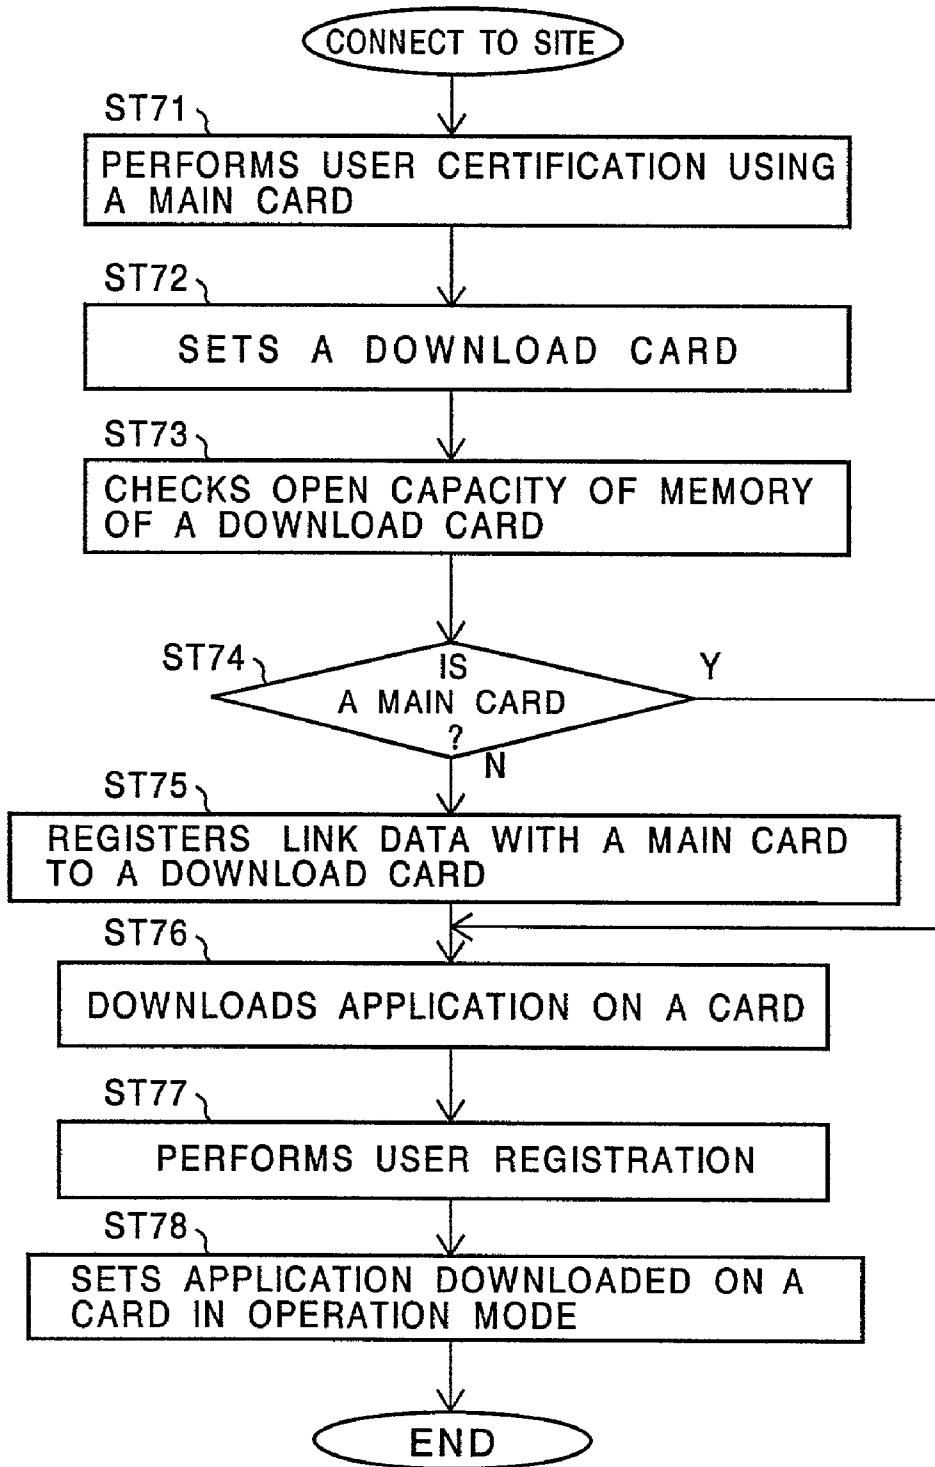 CONNECT TO SITE
ST71
PERFORMS USER CERTIFICATION USING
A MAIN CARD
ST72
SETS A DOWNLOAD CARD
ST73
CHECKS OPEN CAPACITY OF MEMORY
OF A DOWNLOAD CARD
ST74
IS
A MAIN CARD
?
Y
N
ST75
REGISTERS LINK DATA WITH A MAIN CARD
TO A DOWNLOAD CARD
ST76
DOWNLOADS APPLICATION ON A CARD
ST77
PERFORMS USER REGISTRATION
ST78
SETS APPLICATION DOWNLOADED ON A
CARD IN OPERATION MODE
END